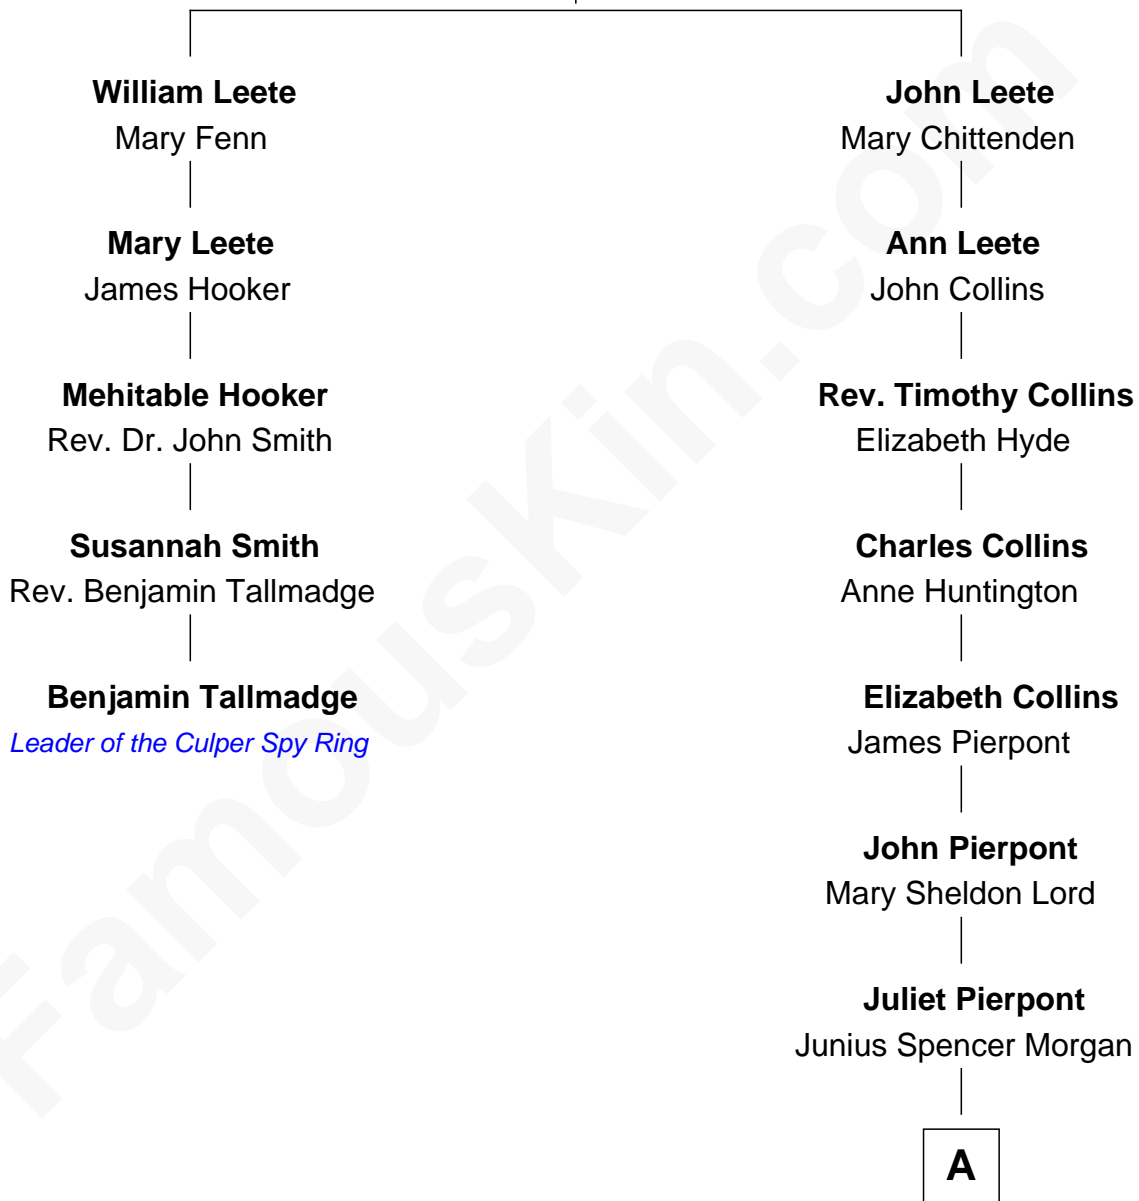 William Leete
Mary Fenn
Mary Leete
James Hooker
Mehitable Hooker
Rev. Dr. John Smith
Susannah Smith
Rev. Benjamin Tallmadge
Benjamin Tallmadge
Leader of the Culper Spy Ring
John Leete
Mary Chittenden
Ann Leete
John Collins
Rev. Timothy Collins
Elizabeth Hyde
Charles Collins
Anne Huntington
Elizabeth Collins
James Pierpont
John Pierpont
Mary Sheldon Lord
Juliet Pierpont
Junius Spencer Morgan
A
FamousKin.com